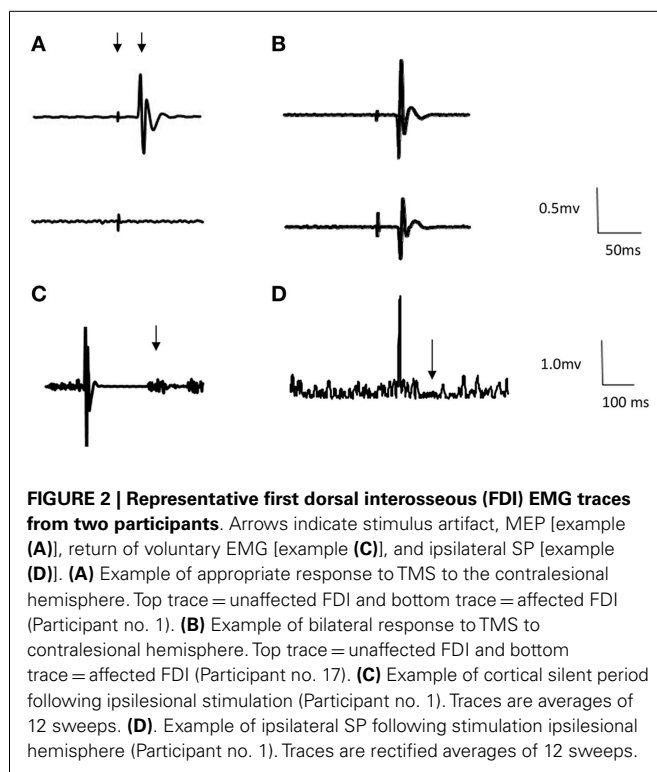 A
B
0.5mv
50ms
C
D
1.0mv
100 ms
FIGURE 2 | Representative first dorsal interosseous (FDI) EMG traces
from two participants. Arrows indicate stimulus artifact, MEP [example
(A)], return of voluntary EMG [example (C)], and ipsilateral SP [example
(D)]. (A) Example of appropriate response to TMS to the contralesional
hemisphere. Top trace = unaffected FDI and bottom trace = affected FDI
(Participant no. 1). (B) Example of bilateral response to TMS to
contralesional hemisphere. Top trace = unaffected FDI and bottom
trace = affected FDI (Participant no. 17). (C) Example of cortical silent period
following ipsilesional stimulation (Participant no. 1). Traces are averages of
12 sweeps. (D). Example of ipsilateral SP following stimulation ipsilesional
hemisphere (Participant no. 1). Traces are rectified averages of 12 sweeps.